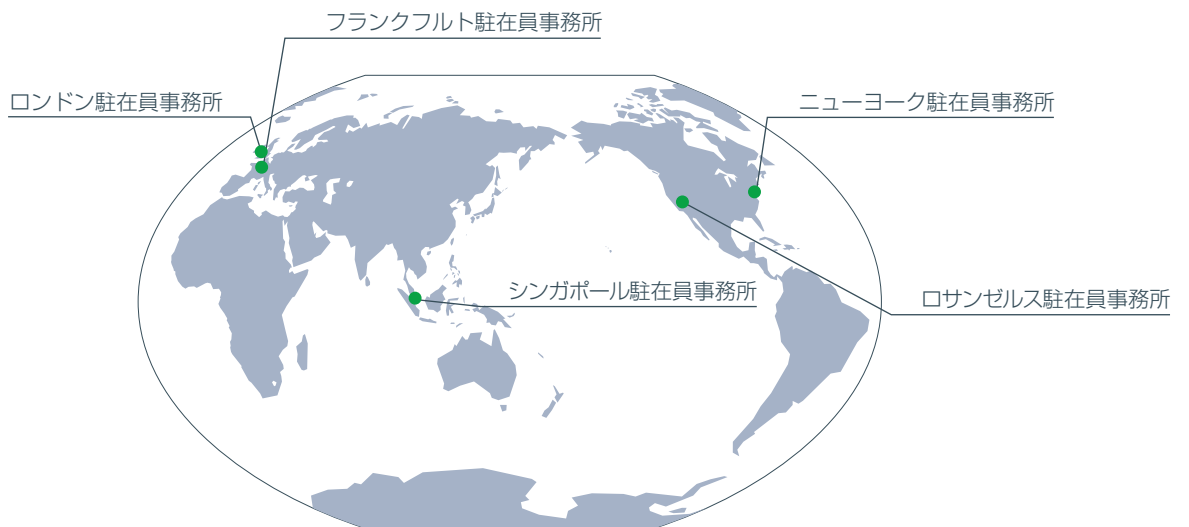 フランクフルト駐在員事務所
ロンドン駐在員事務所
ニューヨーク駐在員事務所
シンガポール駐在員事務所
ロサンゼルス駐在員事務所